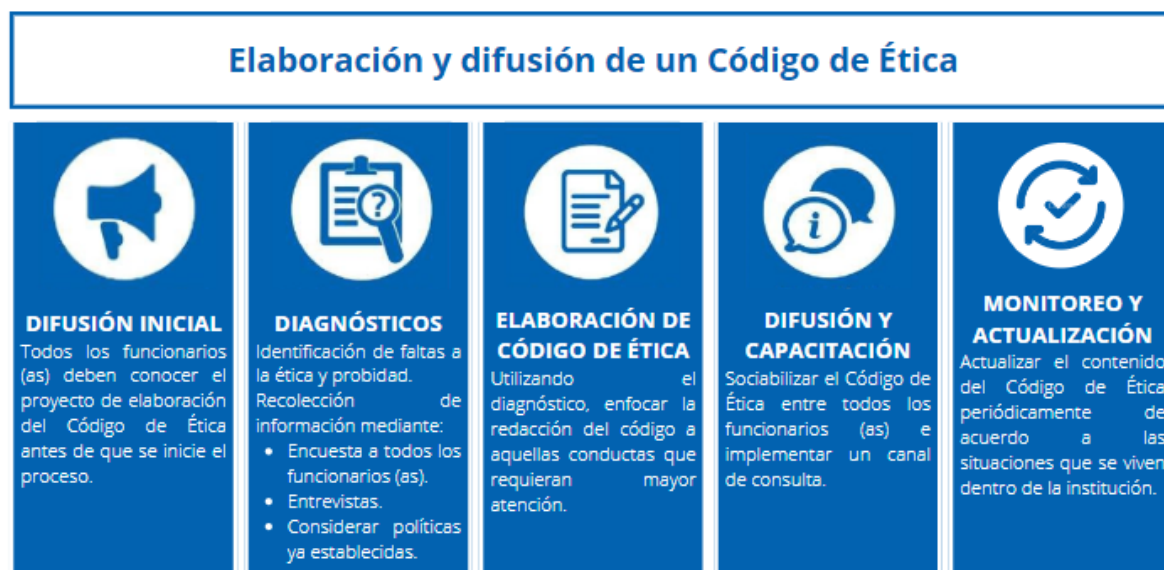 Elaboración y difusión de un Código de Ética
DIFUSIÓN INICIAL
Todos los funcionarios
(as) deben conocer el
proyecto de elaboración
del Código de Ética
antes de que se inicie el
proceso.
DIAGNÓSTICOS
Identificación de faltas a
la ética y probidad.
Recolección de
información mediante:
• Encuesta a todos los
funcionarios (as).
• Entrevistas.
• Considerar políticas
ya establecidas.
ELABORACIÓN DE
CÓDIGO DE ÉTICA
Utilizando el
diagnóstico, enfocar la
redacción del código a
aquellas conductas que
requieran mayor
atención.
DIFUSIÓN Y
CAPACITACIÓN
Sociabilizar el Código de
Ética entre todos los
funcionarios (as) e
implementar un canal
de consulta.
MONITOREO Y
ACTUALIZACIÓN
Actualizar el contenido
del Código de Ética
periódicamente de
acuerdo a las
situaciones que se viven
dentro de la institución.